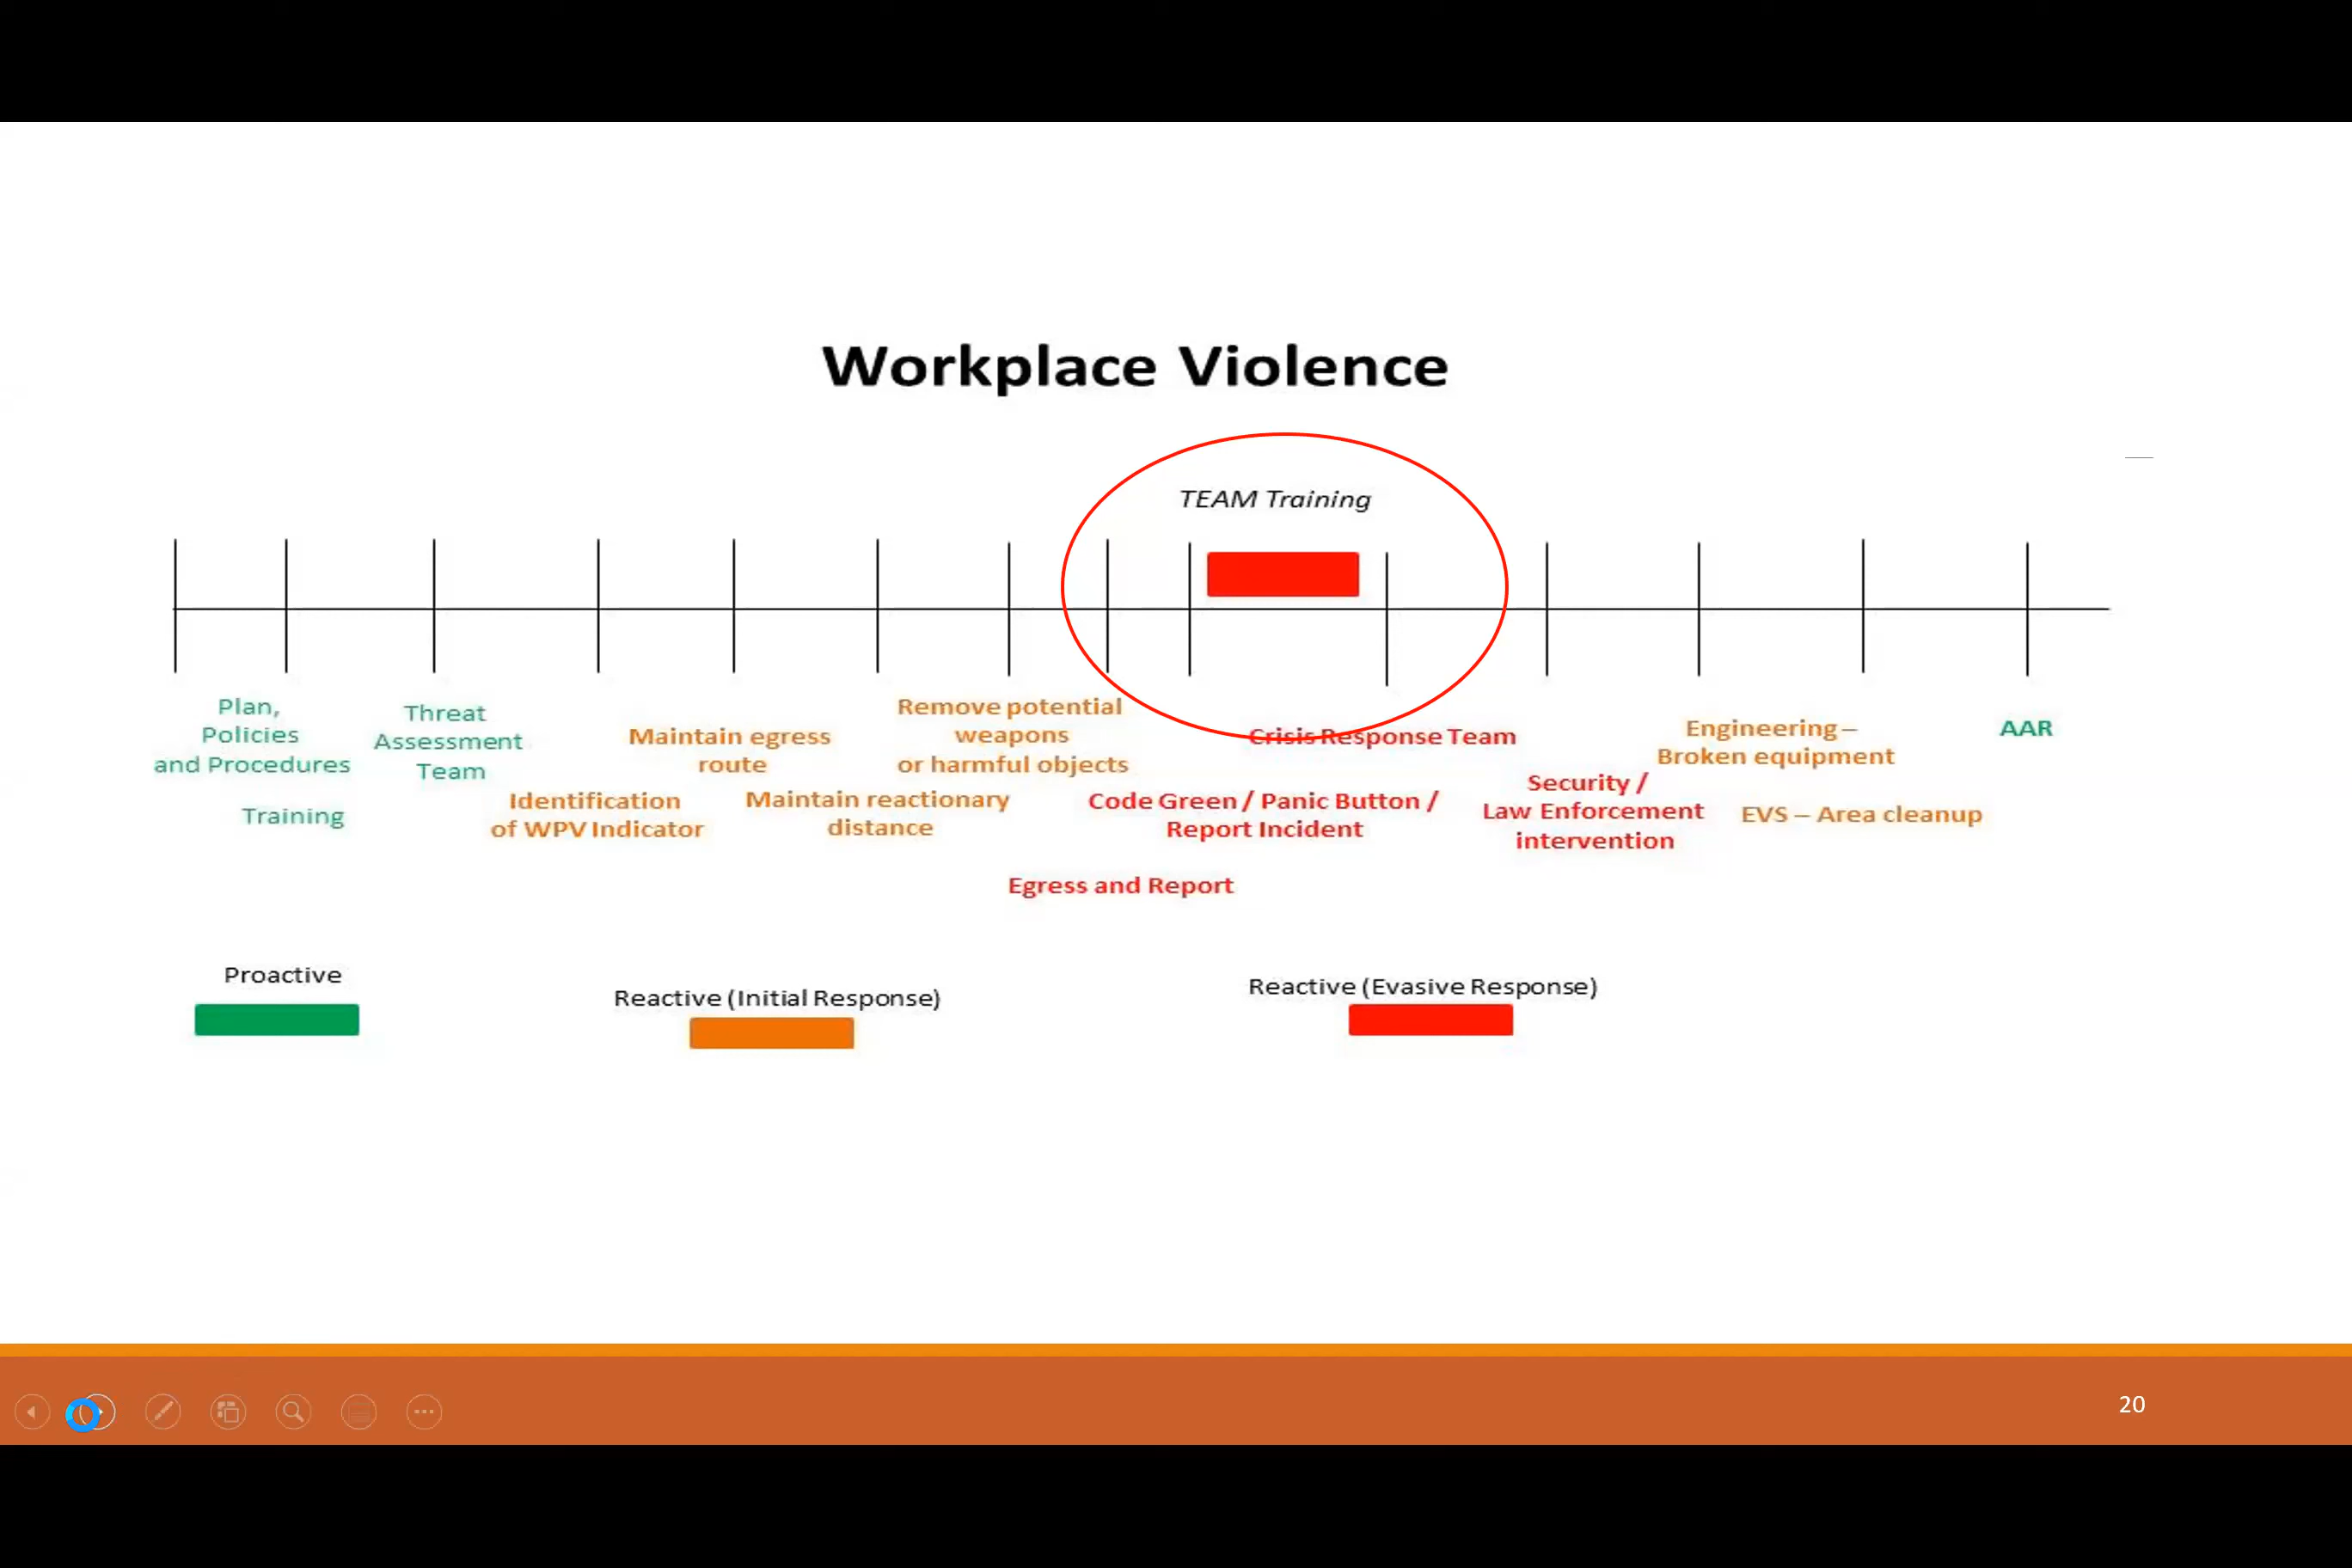 Workplace Violence
TEAM Training
Plan,
Policies
and Procedures
Training
Threat
Assessment
Team
Identification
of WPV Indicator
Maintain egress
route
Maintain reactionary
distance
Remove potential
weapons
or harmful objects
Egress and Report
Code Green / Panic Button /
Report Incident
Crisis Response Team
Security /
Law Enforcement
intervention
Engineering –
Broken equipment
EVS – Area cleanup
AAR
Proactive
Reactive (Initial Response)
Reactive (Evasive Response)
20